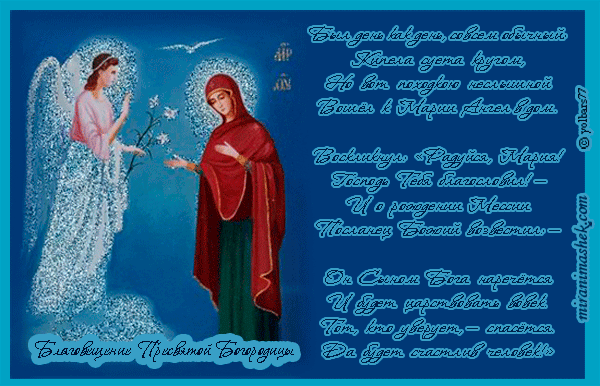 Был день как день, совсем обычный,
Кипела суета кругом,
Но вот походкою неслышной
Вошёл к Марии Ангел в дом.
Воскликнул: «Радуйся, Мария!
Господь Тебя благословил! –
И о рождении Мессии
Посланец Божий возвестил: –
Он Сыном Бога наречётся
И будет царствовать вовек.
Тот, кто уверует, – спасётся.
Да будет счастлив человек!»
Благовещение Пресвятой Богородицы
МР
ѲУ
© yolkars77
miranimashek.com